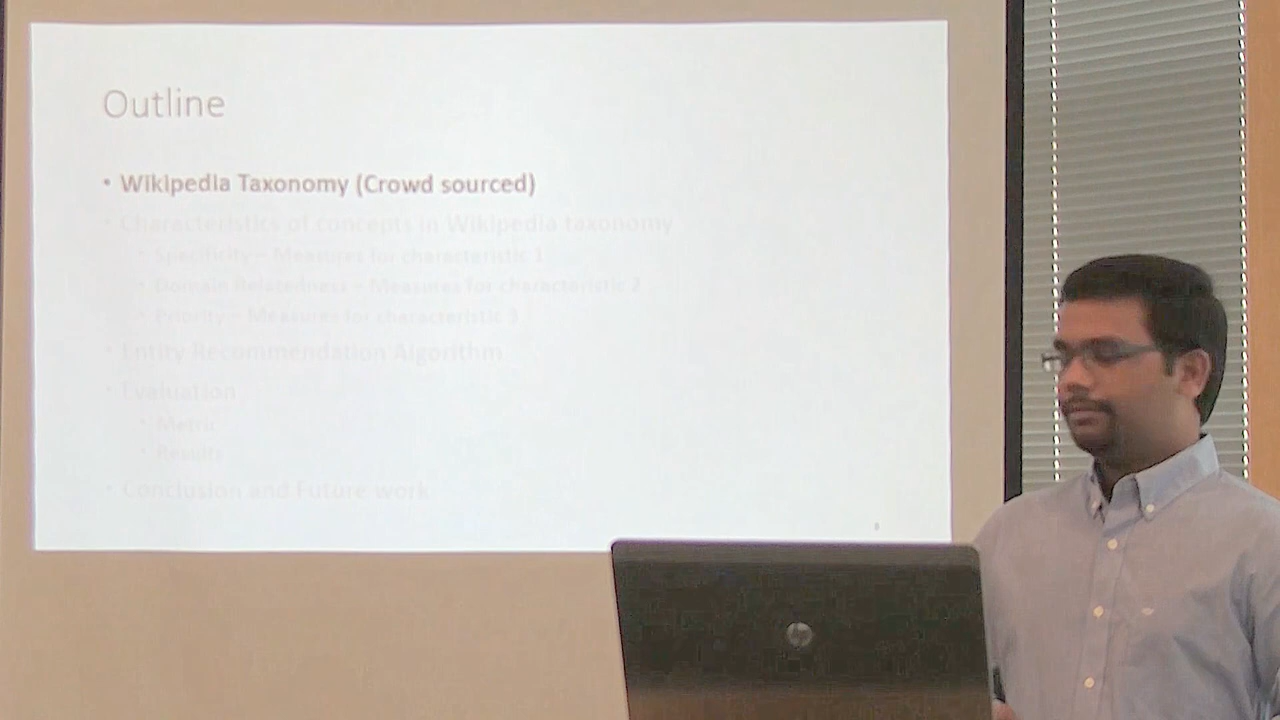 Outline
• Wikipedia Taxonomy (Crowd sourced)
• Characteristics of concepts in Wikipedia taxonomy
• Specificity – Measures for characteristic 1
• Domain Relatedness – Measures for characteristic 2
• Priority – Measures for characteristic 3
• Entity Recommendation Algorithm
• Evaluation
• Metric
• Results
• Conclusion and Future work
hp